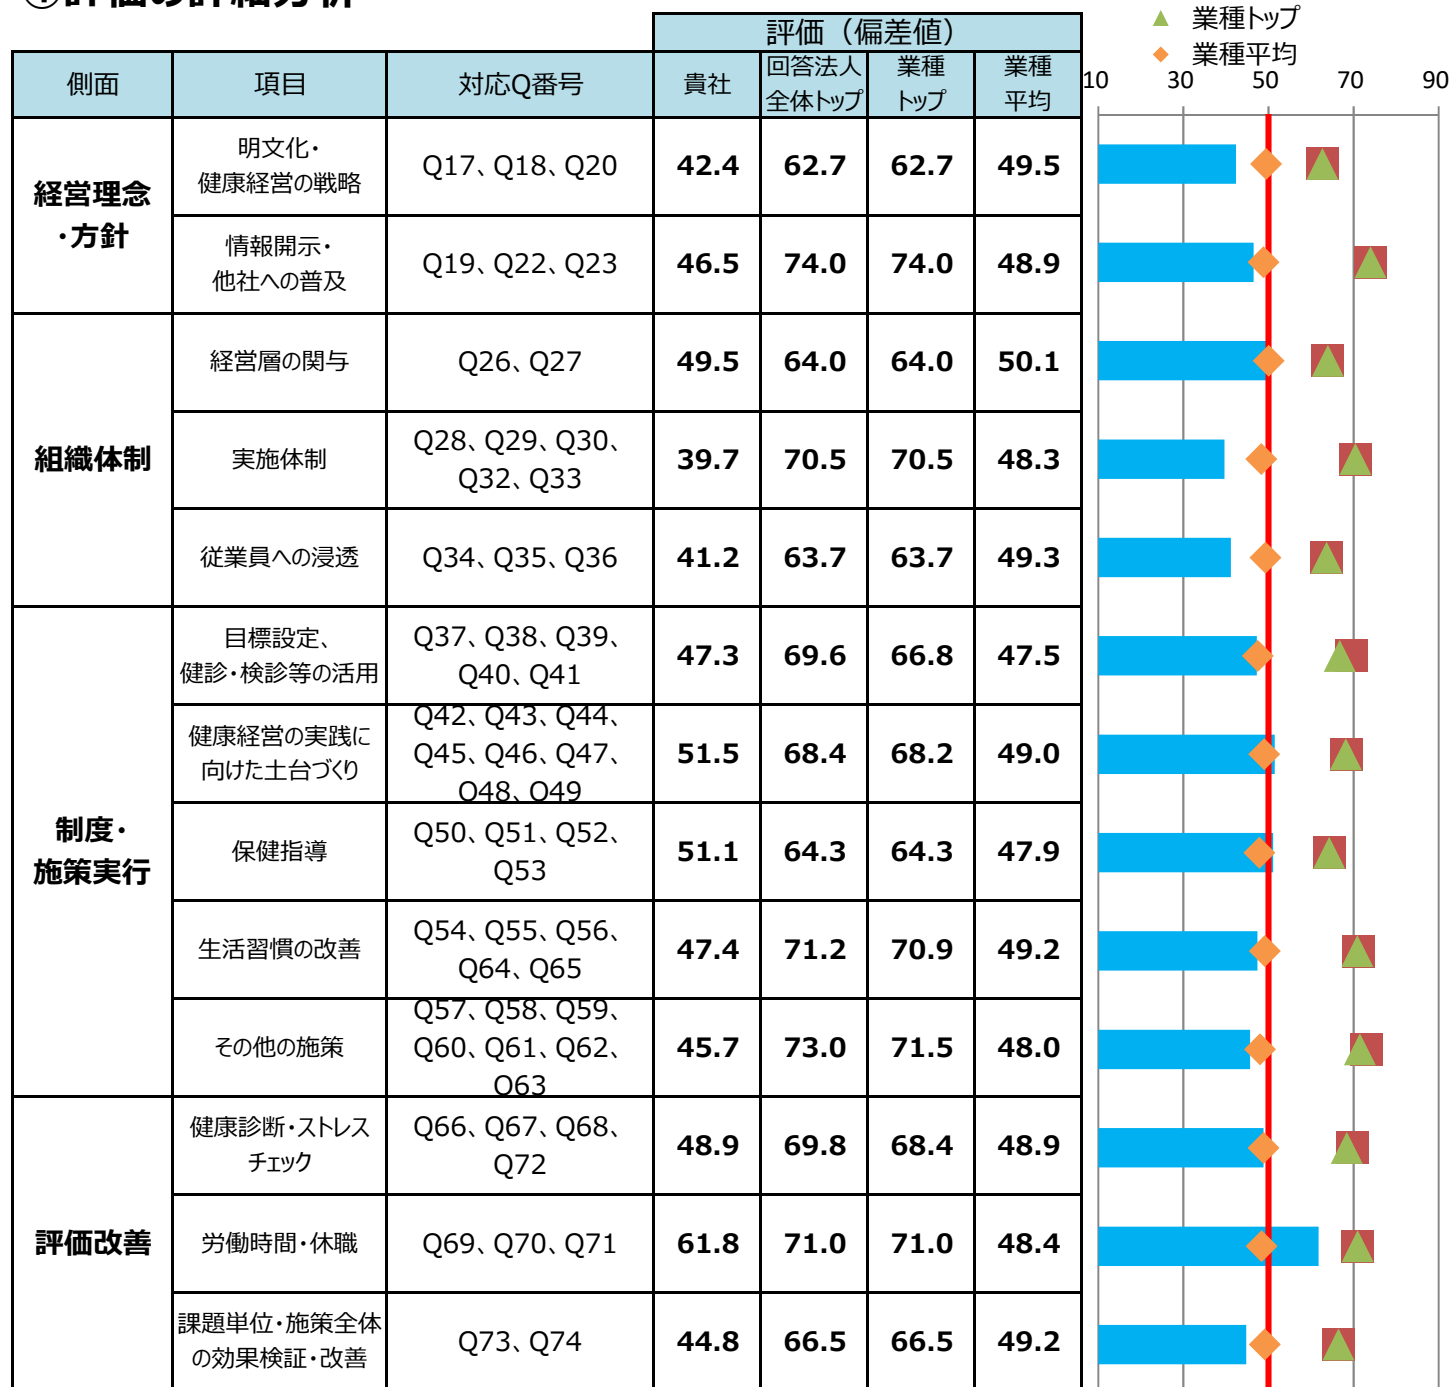 ①評価の詳細分析
▲ 業種トップ
◆ 業種平均
評価（偏差値）
側面 項目 対応Q番号 貴社 回答法人全体トップ 業種トップ 業種平均
10 30 50 70 90
経営理念・方針
明文化・健康経営の戦略 Q17、Q18、Q20 42.4 62.7 62.7 49.5
情報開示・他社への普及 Q19、Q22、Q23 46.5 74.0 74.0 48.9
組織体制
経営層の関与 Q26、Q27 49.5 64.0 64.0 50.1
実施体制 Q28、Q29、Q30、Q32、Q33 39.7 70.5 70.5 48.3
従業員への浸透 Q34、Q35、Q36 41.2 63.7 63.7 49.3
制度・施策実行
目標設定、健診・検診等の活用 Q37、Q38、Q39、Q40、Q41 47.3 69.6 66.8 47.5
健康経営の実践に向けた土台づくり Q42、Q43、Q44、Q45、Q46、Q47、Q48、Q49 51.5 68.4 68.2 49.0
保健指導 Q50、Q51、Q52、Q53 51.1 64.3 64.3 47.9
生活習慣の改善 Q54、Q55、Q56、Q64、Q65 47.4 71.2 70.9 49.2
その他の施策 Q57、Q58、Q59、Q60、Q61、Q62、Q63 45.7 73.0 71.5 48.0
評価改善
健康診断・ストレスチェック Q66、Q67、Q68、Q72 48.9 69.8 68.4 48.9
労働時間・休職 Q69、Q70、Q71 61.8 71.0 71.0 48.4
課題単位・施策全体の効果検証・改善 Q73、Q74 44.8 66.5 66.5 49.2